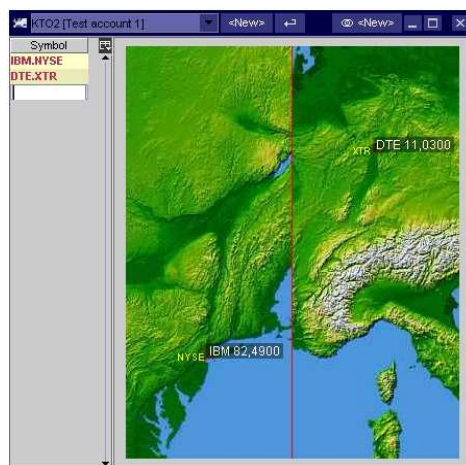 KTO2 [Test account 1] <New> <New>
Symbol
IBM.NYSE
DTE.XTR
XTR DTE 11,0300
NYSE IBM 82,4900